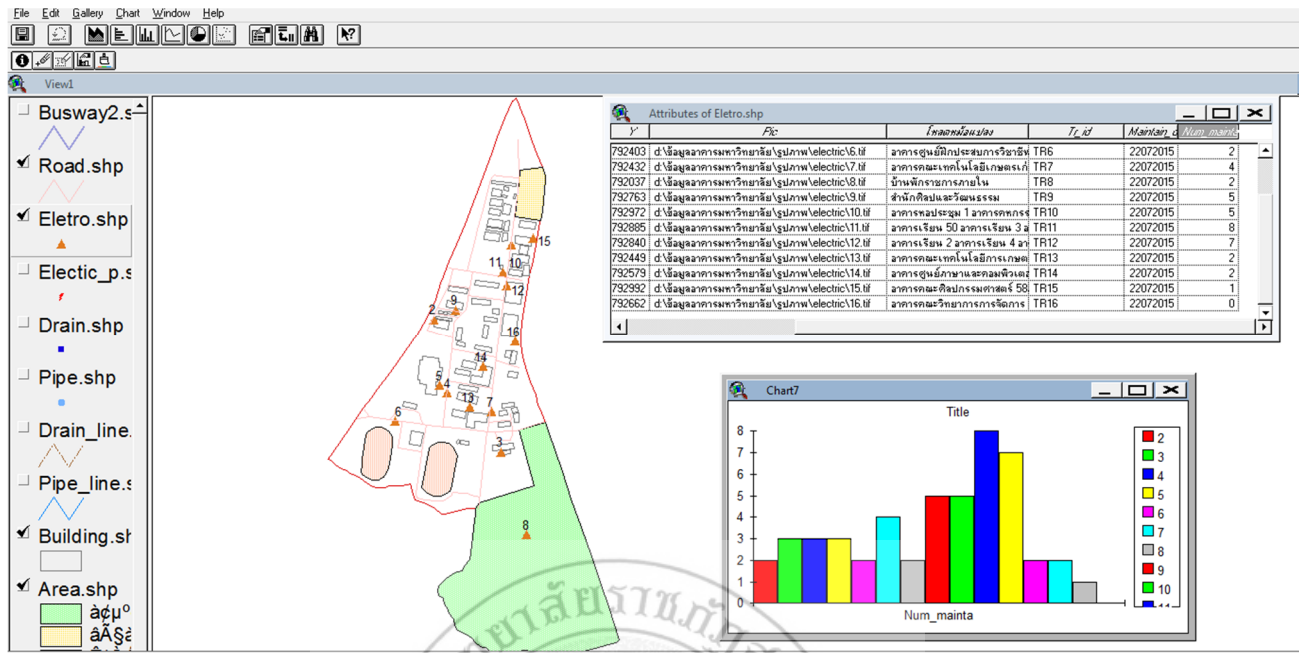 File Edit Gallery Chart Window Help
View1
Busway2.s
Road.shp
Eletro.shp
Electic_p.s
Drain.shp
Pipe.shp
Drain_line.
Pipe_line.s
Building.sh
Area.shp
à¢µº
âÃ§à
15
11 10
12
9
2
16
14
5
4
13 7
6
3
8
Attributes of Eletro.shp
Y Pic โหลดหม้อแปลง Tr_id Maintain_d Num_mainta
792403 d:\ข้อมูลอาคารมหาวิทยาลัย\รูปภาพ\electric\6.tif อาคารศูนย์ฝึกประสบการวิชาชีพ TR6 22072015 2
792432 d:\ข้อมูลอาคารมหาวิทยาลัย\รูปภาพ\electric\7.tif อาคารคณะเทคโนโลยีเกษตรเก่ TR7 22072015 4
792037 d:\ข้อมูลอาคารมหาวิทยาลัย\รูปภาพ\electric\8.tif บ้านพักราชการภายใน TR8 22072015 2
792763 d:\ข้อมูลอาคารมหาวิทยาลัย\รูปภาพ\electric\9.tif สำนักศิลปและวัฒนธรรม TR9 22072015 5
792972 d:\ข้อมูลอาคารมหาวิทยาลัย\รูปภาพ\electric\10.tif อาคารหอประชุม 1 TR10 22072015 5
792885 d:\ข้อมูลอาคารมหาวิทยาลัย\รูปภาพ\electric\11.tif อาคารเรียน 50 อาคารเรียน 3 อ TR11 22072015 8
792840 d:\ข้อมูลอาคารมหาวิทยาลัย\รูปภาพ\electric\12.tif อาคารเรียน 2 อาคารเรียน 4 อา TR12 22072015 7
792449 d:\ข้อมูลอาคารมหาวิทยาลัย\รูปภาพ\electric\13.tif อาคารคณะเทคโนโลยีการเกษต TR13 22072015 2
792579 d:\ข้อมูลอาคารมหาวิทยาลัย\รูปภาพ\electric\14.tif อาคารศูนย์ภาษาและคอมพิวเตอ TR14 22072015 2
792992 d:\ข้อมูลอาคารมหาวิทยาลัย\รูปภาพ\electric\15.tif อาคารคณะศิลปกรรมศาสตร์ 58 TR15 22072015 1
792662 d:\ข้อมูลอาคารมหาวิทยาลัย\รูปภาพ\electric\16.tif อาคารคณะวิทยาการการจัดการ TR16 22072015 0
Chart7
Title
8
7
6
5
4
3
2
1
0
Num_mainta
2
3
4
5
6
7
8
9
10
11